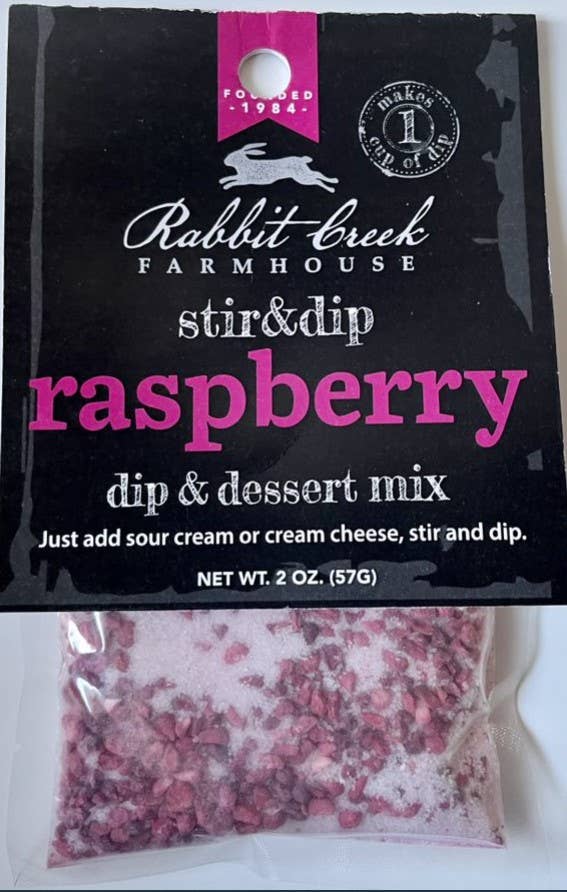 FOUNDED
-1984-
makes
1
cup of dip
Rabbit Creek
FARMHOUSE
stir&dip
raspberry
dip & dessert mix
Just add sour cream or cream cheese, stir and dip.
NET WT. 2 OZ. (57G)